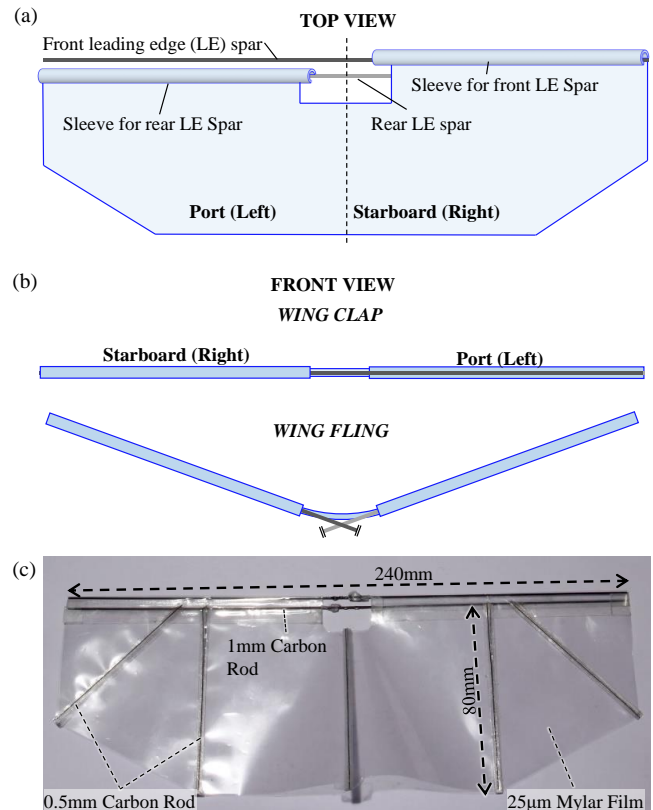 (a)
TOP VIEW
Front leading edge (LE) spar
Sleeve for front LE Spar
Sleeve for rear LE Spar
Rear LE spar
Port (Left)
Starboard (Right)
(b)
FRONT VIEW
WING CLAP
Starboard (Right)
Port (Left)
WING FLING
(c)
240mm
1mm Carbon
Rod
80mm
0.5mm Carbon Rod
25μm Mylar Film